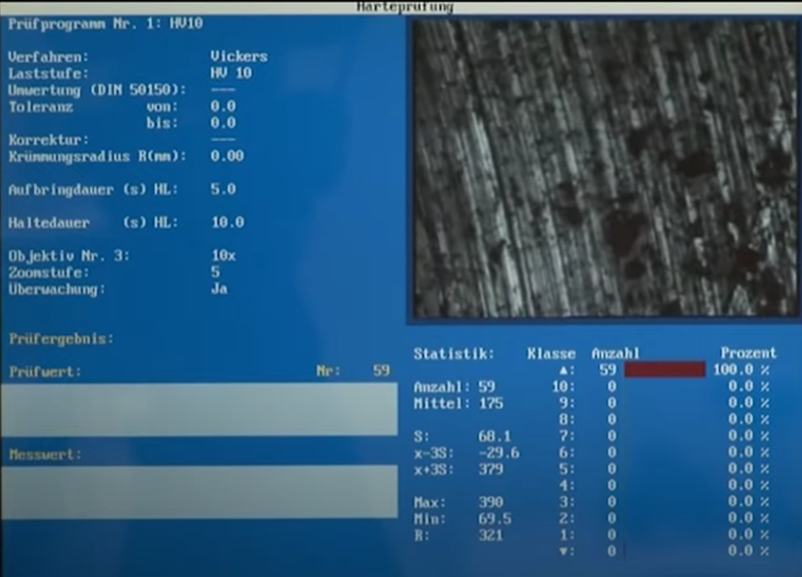 Härteprüfung
Prüfprogramm Nr. 1: HV10
Verfahren: Vickers
Laststufe: HV 10
Umwertung (DIN 50150): ---
Toleranz von: 0.0
bis: 0.0
Korrektur: ---
Krümmungsradius R(mm): 0.00
Aufbringdauer (s) HL: 5.0
Haltedauer (s) HL: 10.0
Objektiv Nr. 3: 10x
Zoomstufe: 5
Überwachung: Ja
Prüfergebnis:
Prüfwert: Nr: 59
Messwert:
Statistik: Klasse Anzahl Prozent
▲: 59 100.0 %
Anzahl: 59 10: 0 0.0 %
Mittel: 175 9: 0 0.0 %
8: 0 0.0 %
S: 68.1 7: 0 0.0 %
x-3S: -29.6 6: 0 0.0 %
x+3S: 379 5: 0 0.0 %
4: 0 0.0 %
Max: 390 3: 0 0.0 %
Min: 69.5 2: 0 0.0 %
R: 321 1: 0 0.0 %
▼: 0 0.0 %